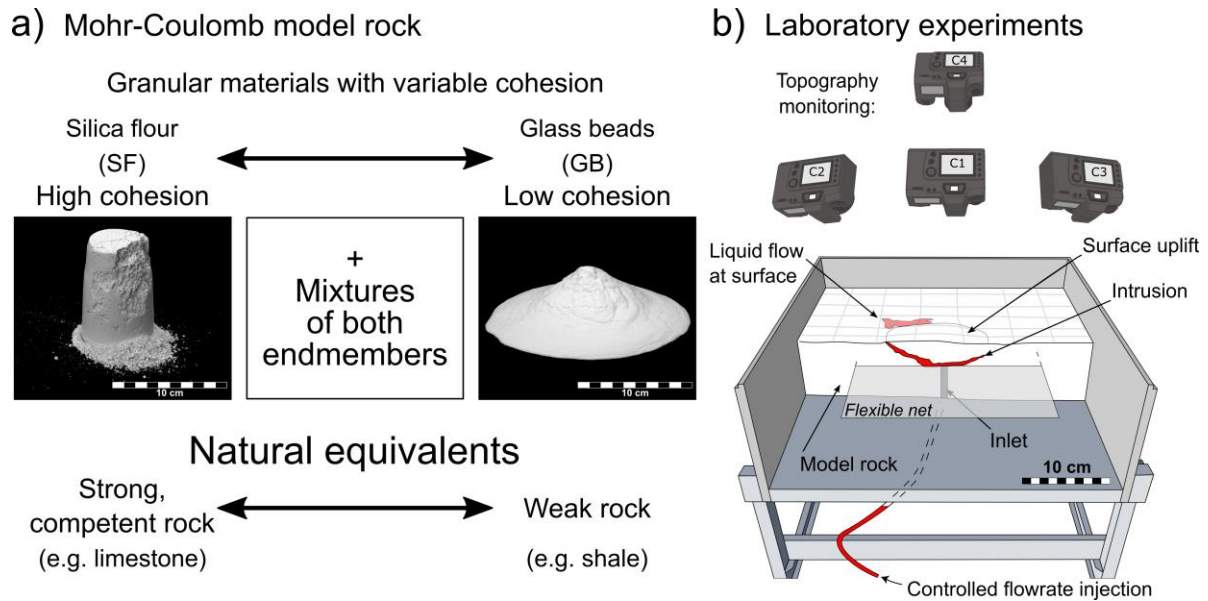 a) Mohr-Coulomb model rock
Granular materials with variable cohesion
Silica flour
(SF)
High cohesion
Glass beads
(GB)
Low cohesion
10 cm
+
Mixtures
of both
endmembers
10 cm
Natural equivalents
Strong,
competent rock
(e.g. limestone)
Weak rock
(e.g. shale)
b) Laboratory experiments
Topography
monitoring:
C4
C2
C1
C3
Liquid flow
at surface
Surface uplift
Intrusion
Flexible net
Inlet
Model rock
10 cm
Controlled flowrate injection